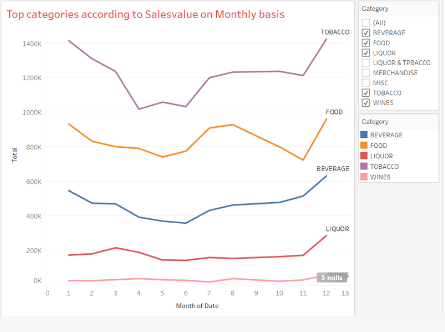 Top categories according to Salesvalue on Monthly basis
TOBACCO
1400K
1200K
1000K
FOOD
800K
BEVERAGE
600K
400K
LIQUOR
200K
0K
5 nulls
Total
0 1 2 3 4 5 6 7 8 9 10 11 12 13
Month of Date
Category
(All)
BEVERAGE
FOOD
LIQUOR
LIQUOR & TPBACCO
MERCHANDISE
MISC
TOBACCO
WINES
Category
BEVERAGE
FOOD
LIQUOR
TOBACCO
WINES